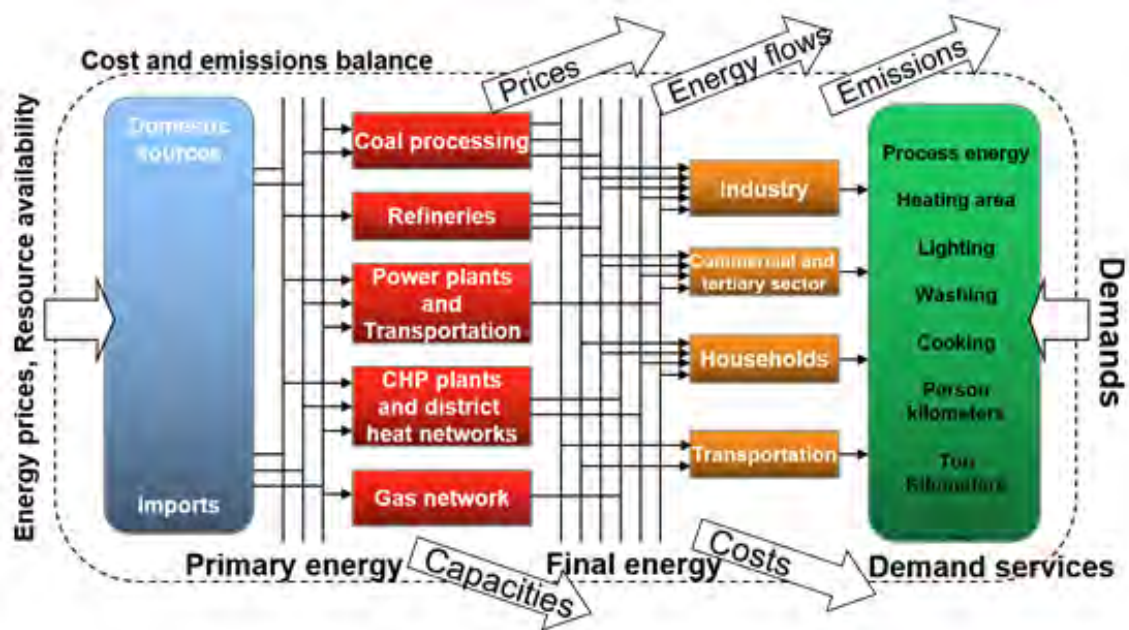 Cost and emissions balance
Prices
Energy flows
Emissions
Energy prices, Resource availability
Domestic
sources
Imports
Coal processing
Refineries
Power plants
and
Transportation
CHP plants
and district
heat networks
Gas network
Industry
Commercial and
tertiary sector
Households
Transportation
Process energy
Heating area
Lighting
Washing
Cooking
Person
kilometers
Ton
Kilometers
Demands
Primary energy
Capacities
Final energy
Costs
Demand services